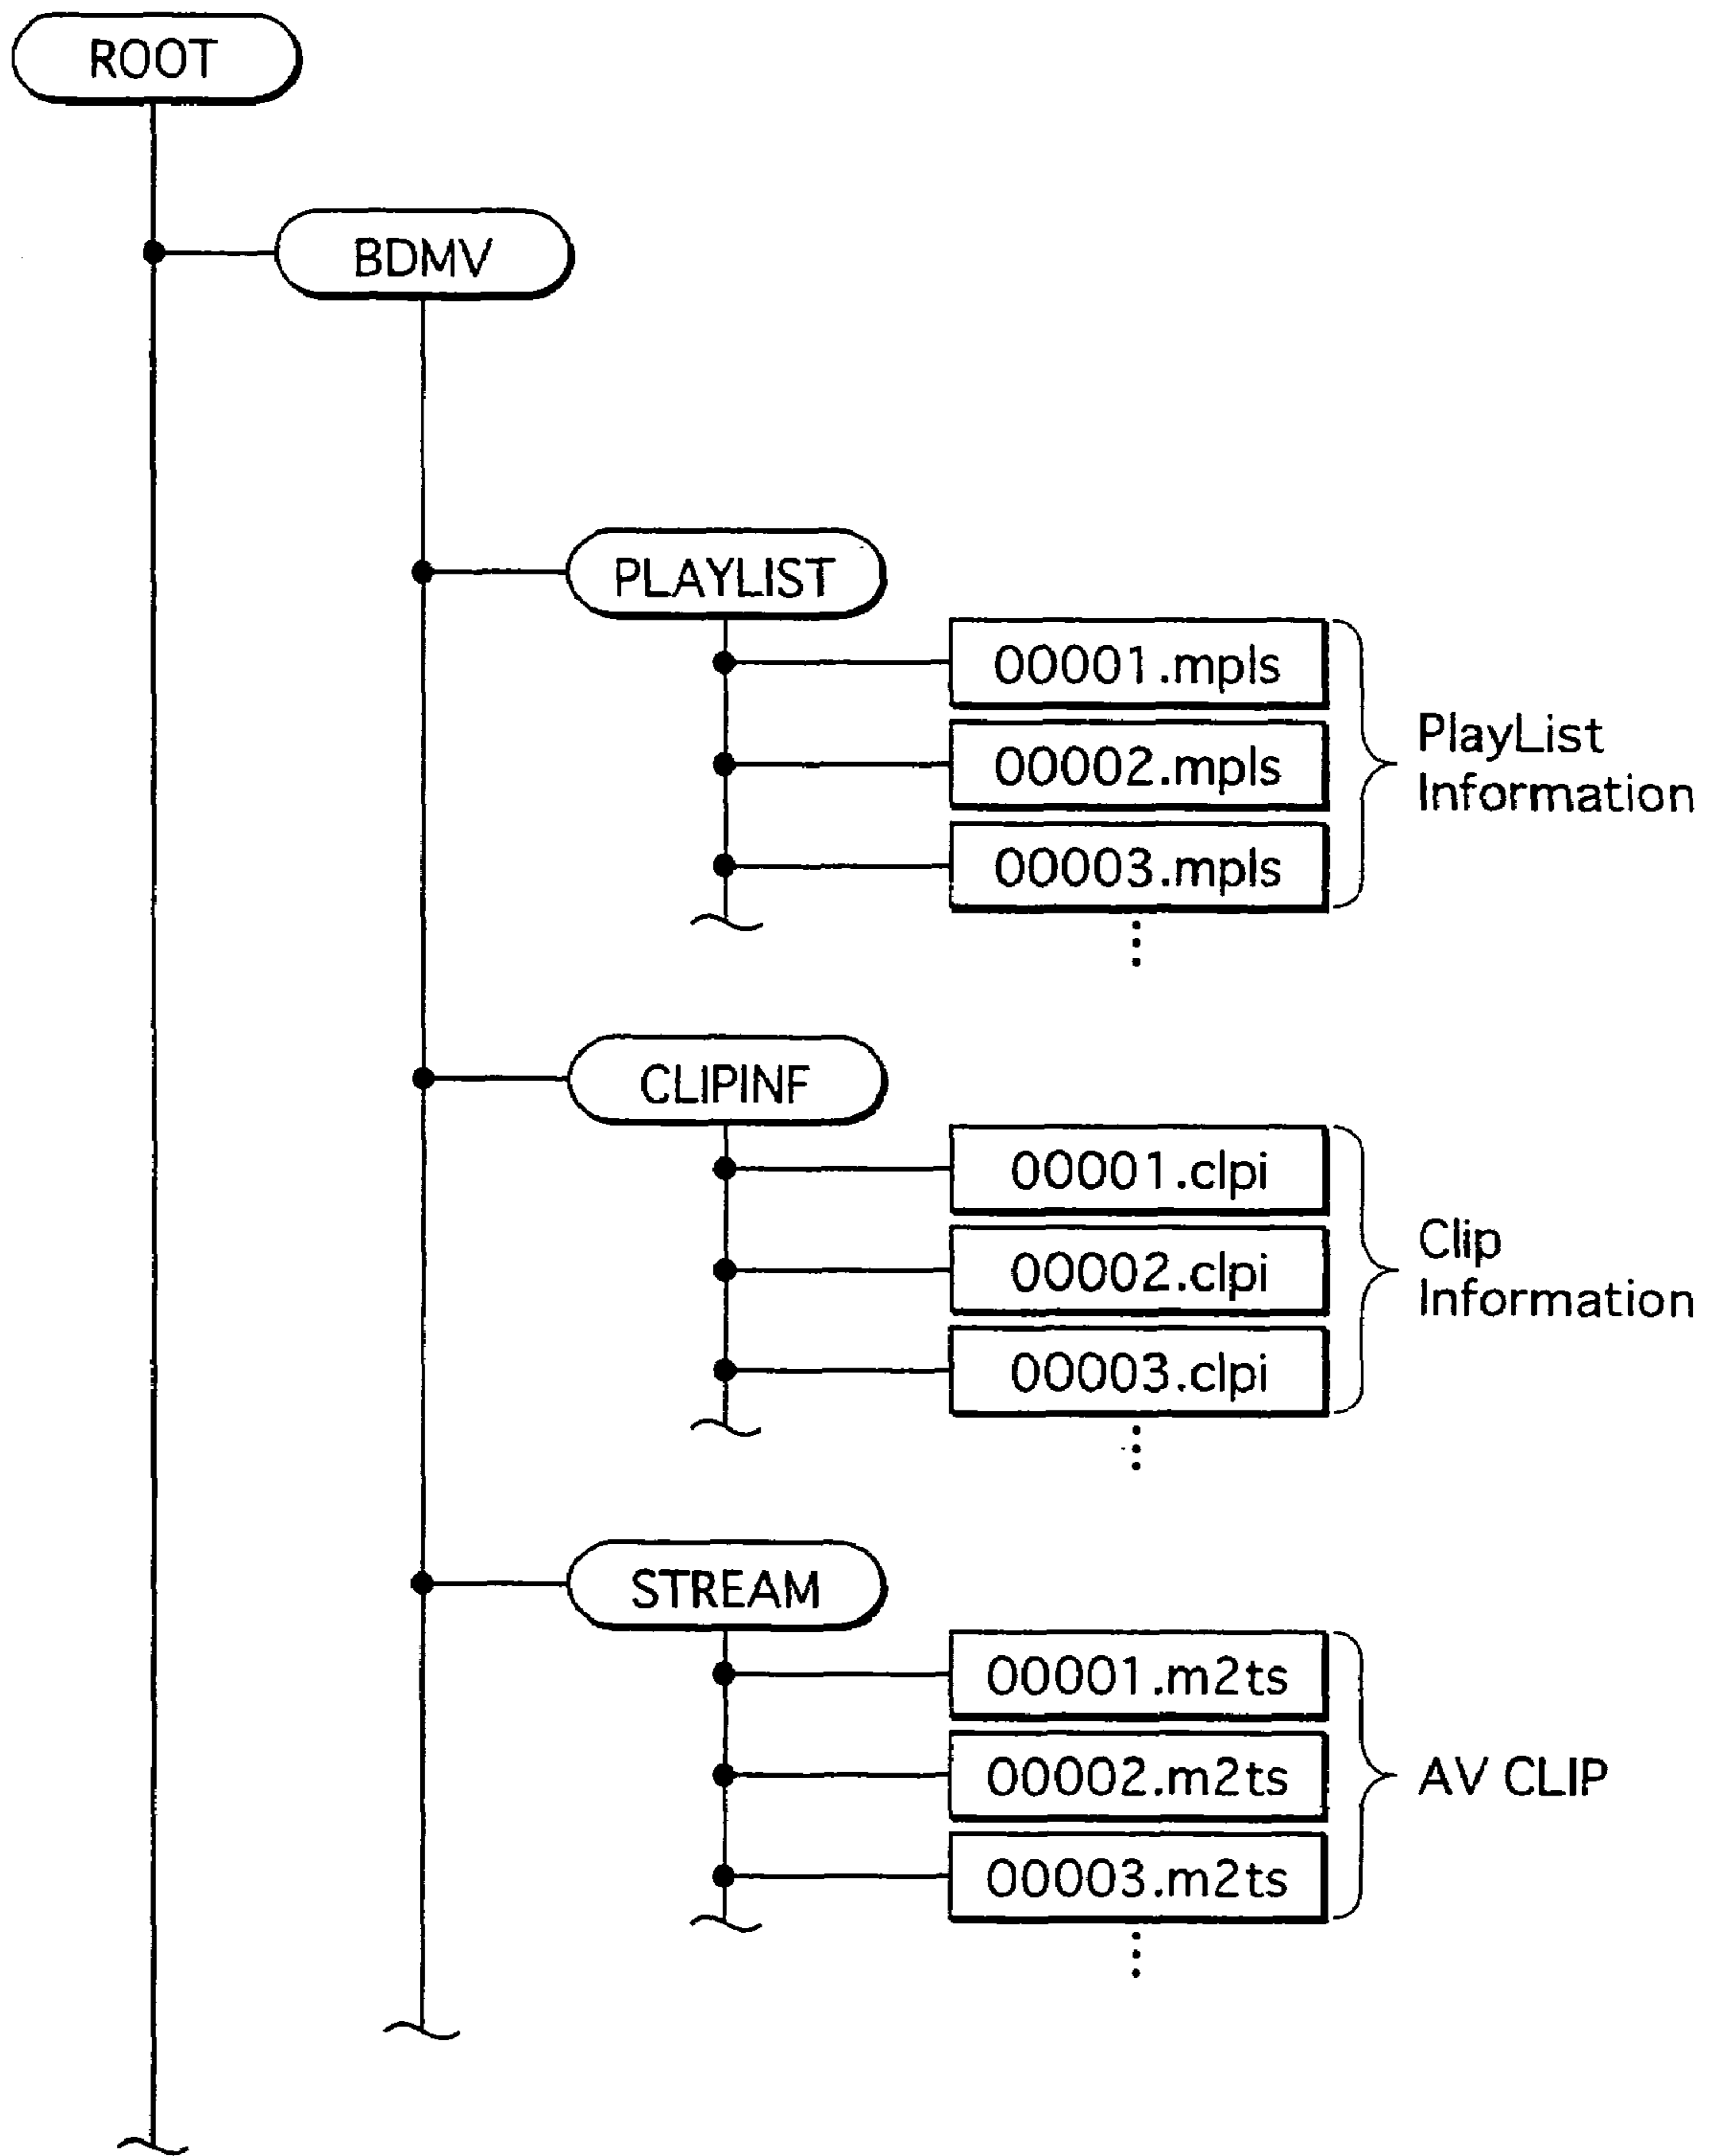 ROOT
BDMV
PLAYLIST
00001.mpls
00002.mpls
00003.mpls
PlayList
Information
CLIPINF
00001.clpi
00002.clpi
00003.clpi
Clip
Information
STREAM
00001.m2ts
00002.m2ts
00003.m2ts
AV CLIP